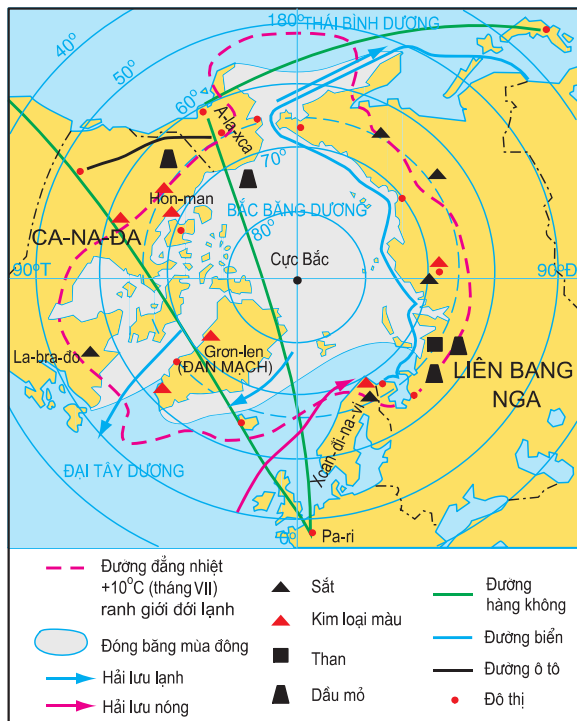 180°
THÁI BÌNH DƯƠNG
40°
50°
60°
A-la-xca
70°
Hôn-man
BẮC BĂNG DƯƠNG
80°
CA-NA-ĐA
Cực Bắc
90°T
90°Đ
La-bra-đo
Grơn-len
(ĐAN MẠCH)
LIÊN BANG
NGA
Xcan-đi-na-vi
ĐẠI TÂY DƯƠNG
0°
Pa-ri
Đường đẳng nhiệt
+10°C (tháng VII)
ranh giới đới lạnh
Đóng băng mùa đông
Hải lưu lạnh
Hải lưu nóng
Sắt
Kim loại màu
Than
Dầu mỏ
Đường
hàng không
Đường biển
Đường ô tô
Đô thị